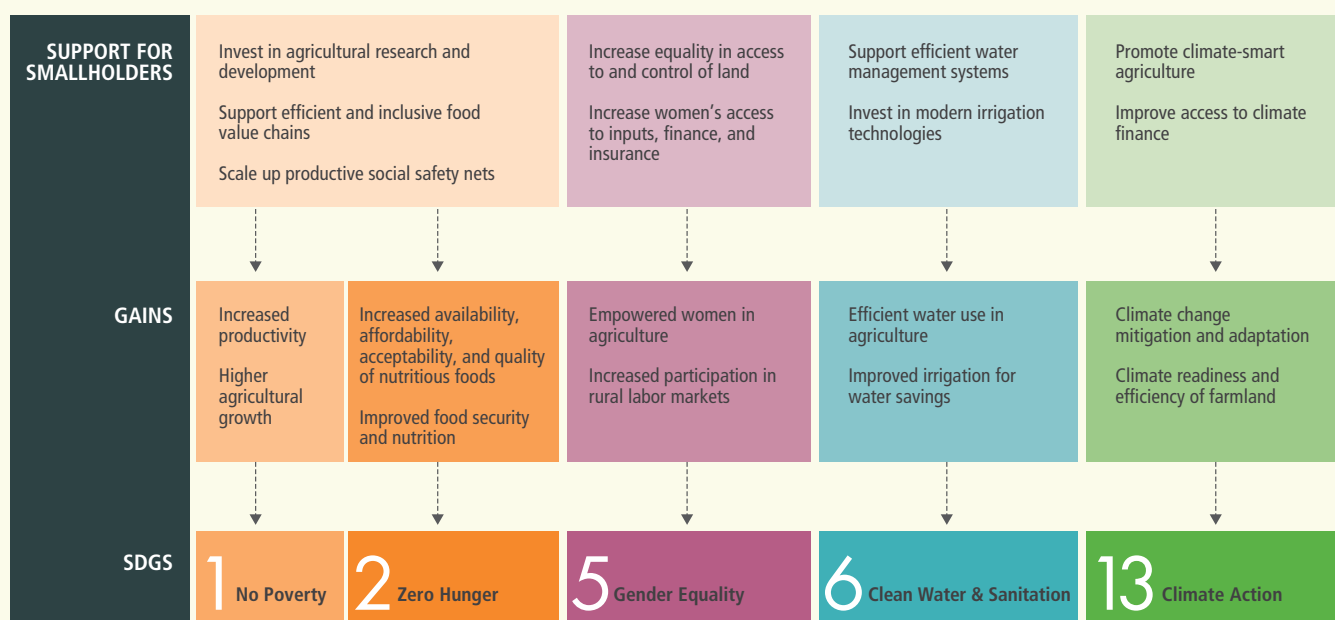 SUPPORT FOR
SMALLHOLDERS
Invest in agricultural research and
development
Support efficient and inclusive food
value chains
Scale up productive social safety nets
Increase equality in access
to and control of land
Increase women’s access
to inputs, finance, and
insurance
Support efficient water
management systems
Invest in modern irrigation
technologies
Promote climate-smart
agriculture
Improve access to climate
finance
GAINS
Increased
productivity
Higher
agricultural
growth
Increased availability,
affordability,
acceptability, and quality
of nutritious foods
Improved food security
and nutrition
Empowered women in
agriculture
Increased participation in
rural labor markets
Efficient water use in
agriculture
Improved irrigation for
water savings
Climate change
mitigation and adaptation
Climate readiness and
efficiency of farmland
SDGS
1 No Poverty
2 Zero Hunger
5 Gender Equality
6 Clean Water & Sanitation
13 Climate Action